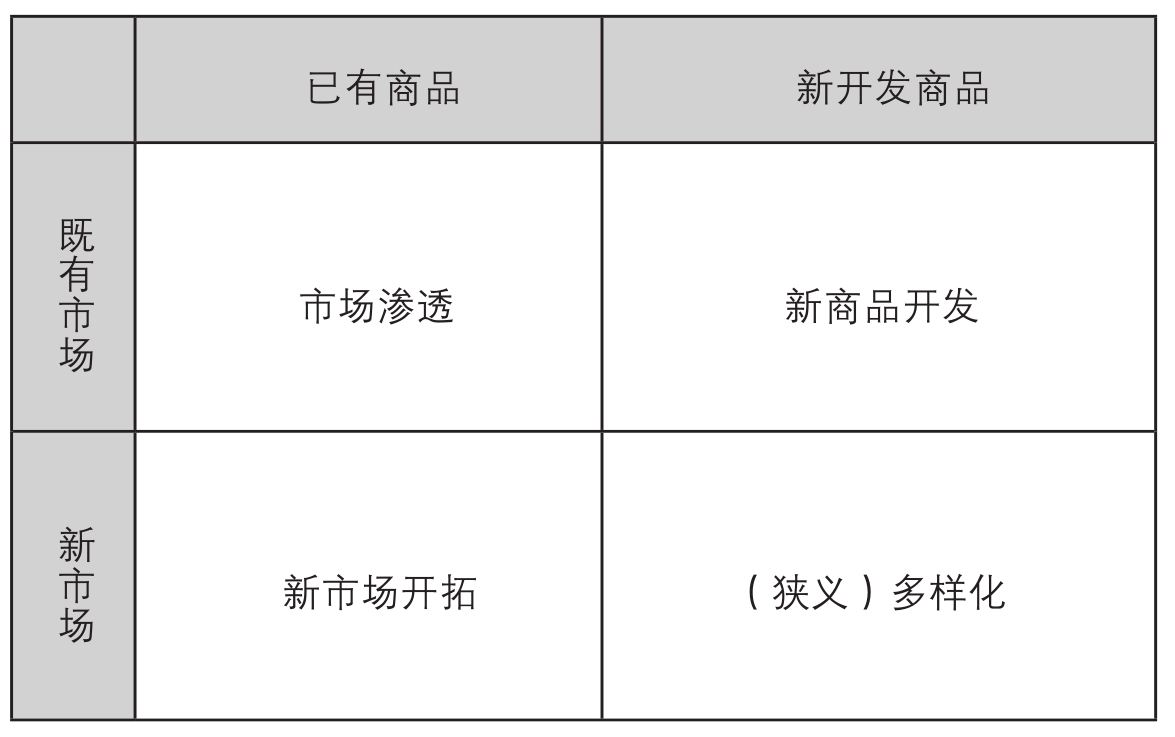 已有商品
新开发商品
既有市场
市场渗透
新商品开发
新市场
新市场开拓
(狭义)多样化